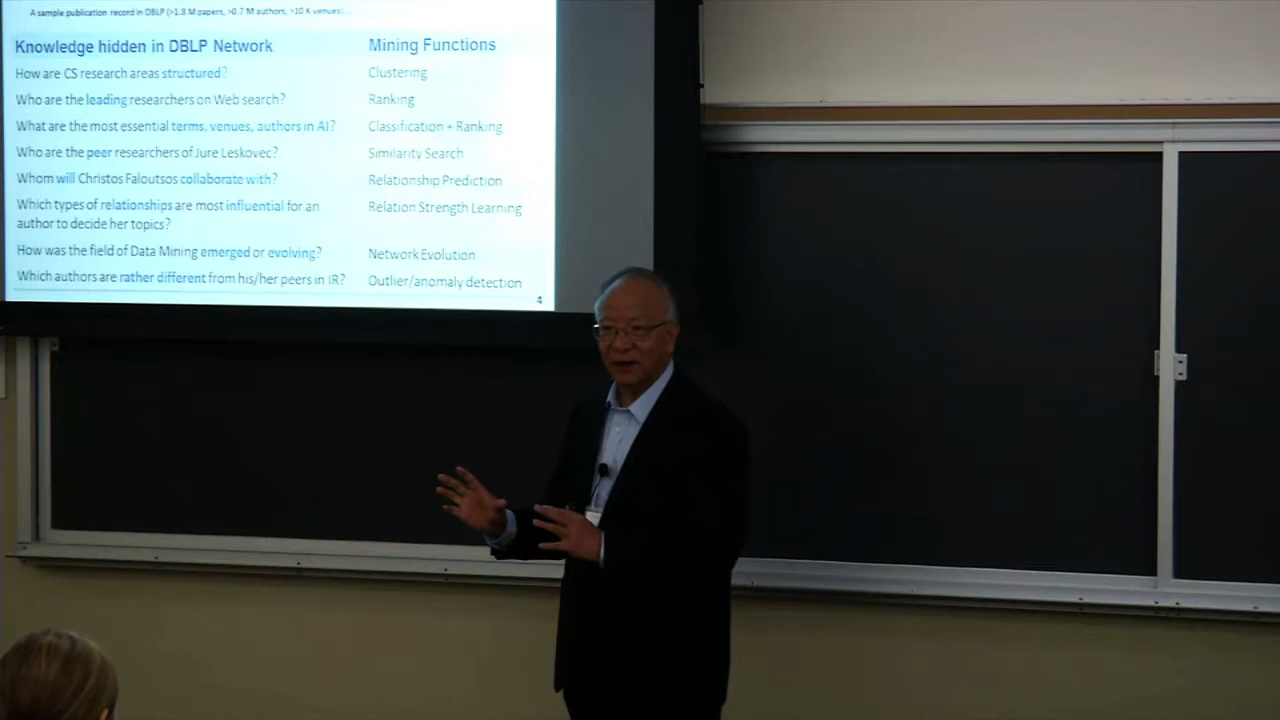 A sample publication record in DBLP (>1.8 M papers, >0.7 M authors, >10 K venues) ...
Knowledge hidden in DBLP Network Mining Functions
How are CS research areas structured? Clustering
Who are the leading researchers on Web search? Ranking
What are the most essential terms, venues, authors in AI? Classification + Ranking
Who are the peer researchers of Jure Leskovec? Similarity Search
Whom will Christos Faloutsos collaborate with? Relationship Prediction
Which types of relationships are most influential for an Relation Strength Learning
author to decide her topics?
How was the field of Data Mining emerged or evolving? Network Evolution
Which authors are rather different from his/her peers in IR? Outlier/anomaly detection
4